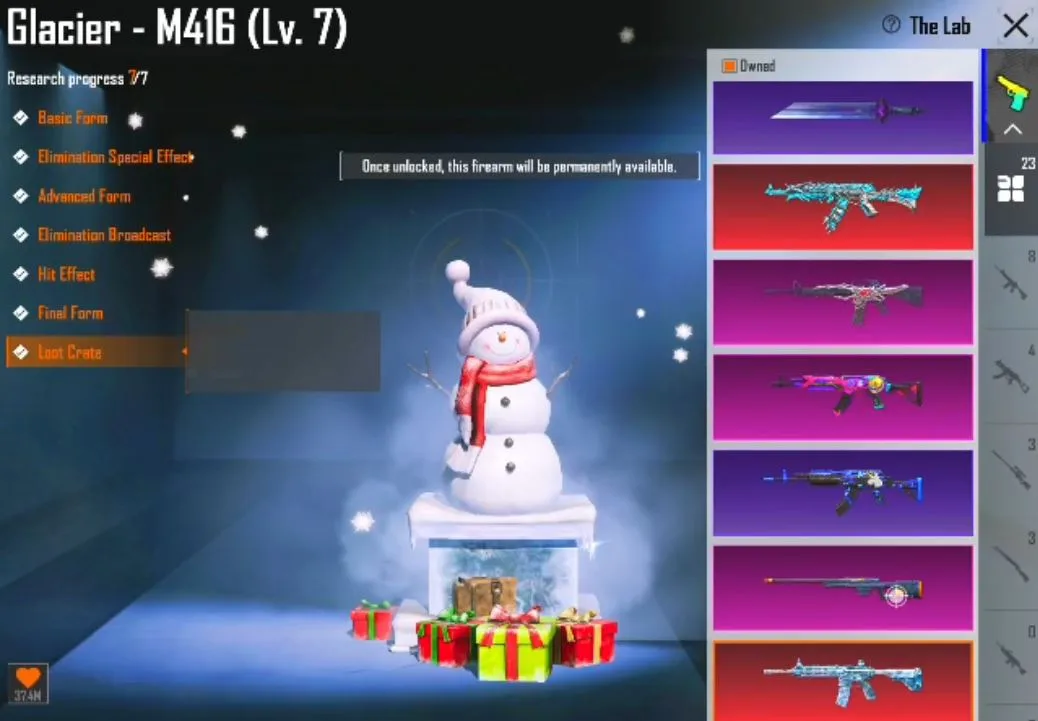 Glacier - M416 (Lv. 7)
The Lab
Research progress 7/7
Owned
Basic Form
Elimination Special Effect
Once unlocked, this firearm will be permanently available.
Advanced Form
Elimination Broadcast
Hit Effect
Final Form
Loot Crate
23
8
4
3
3
0
37.4M